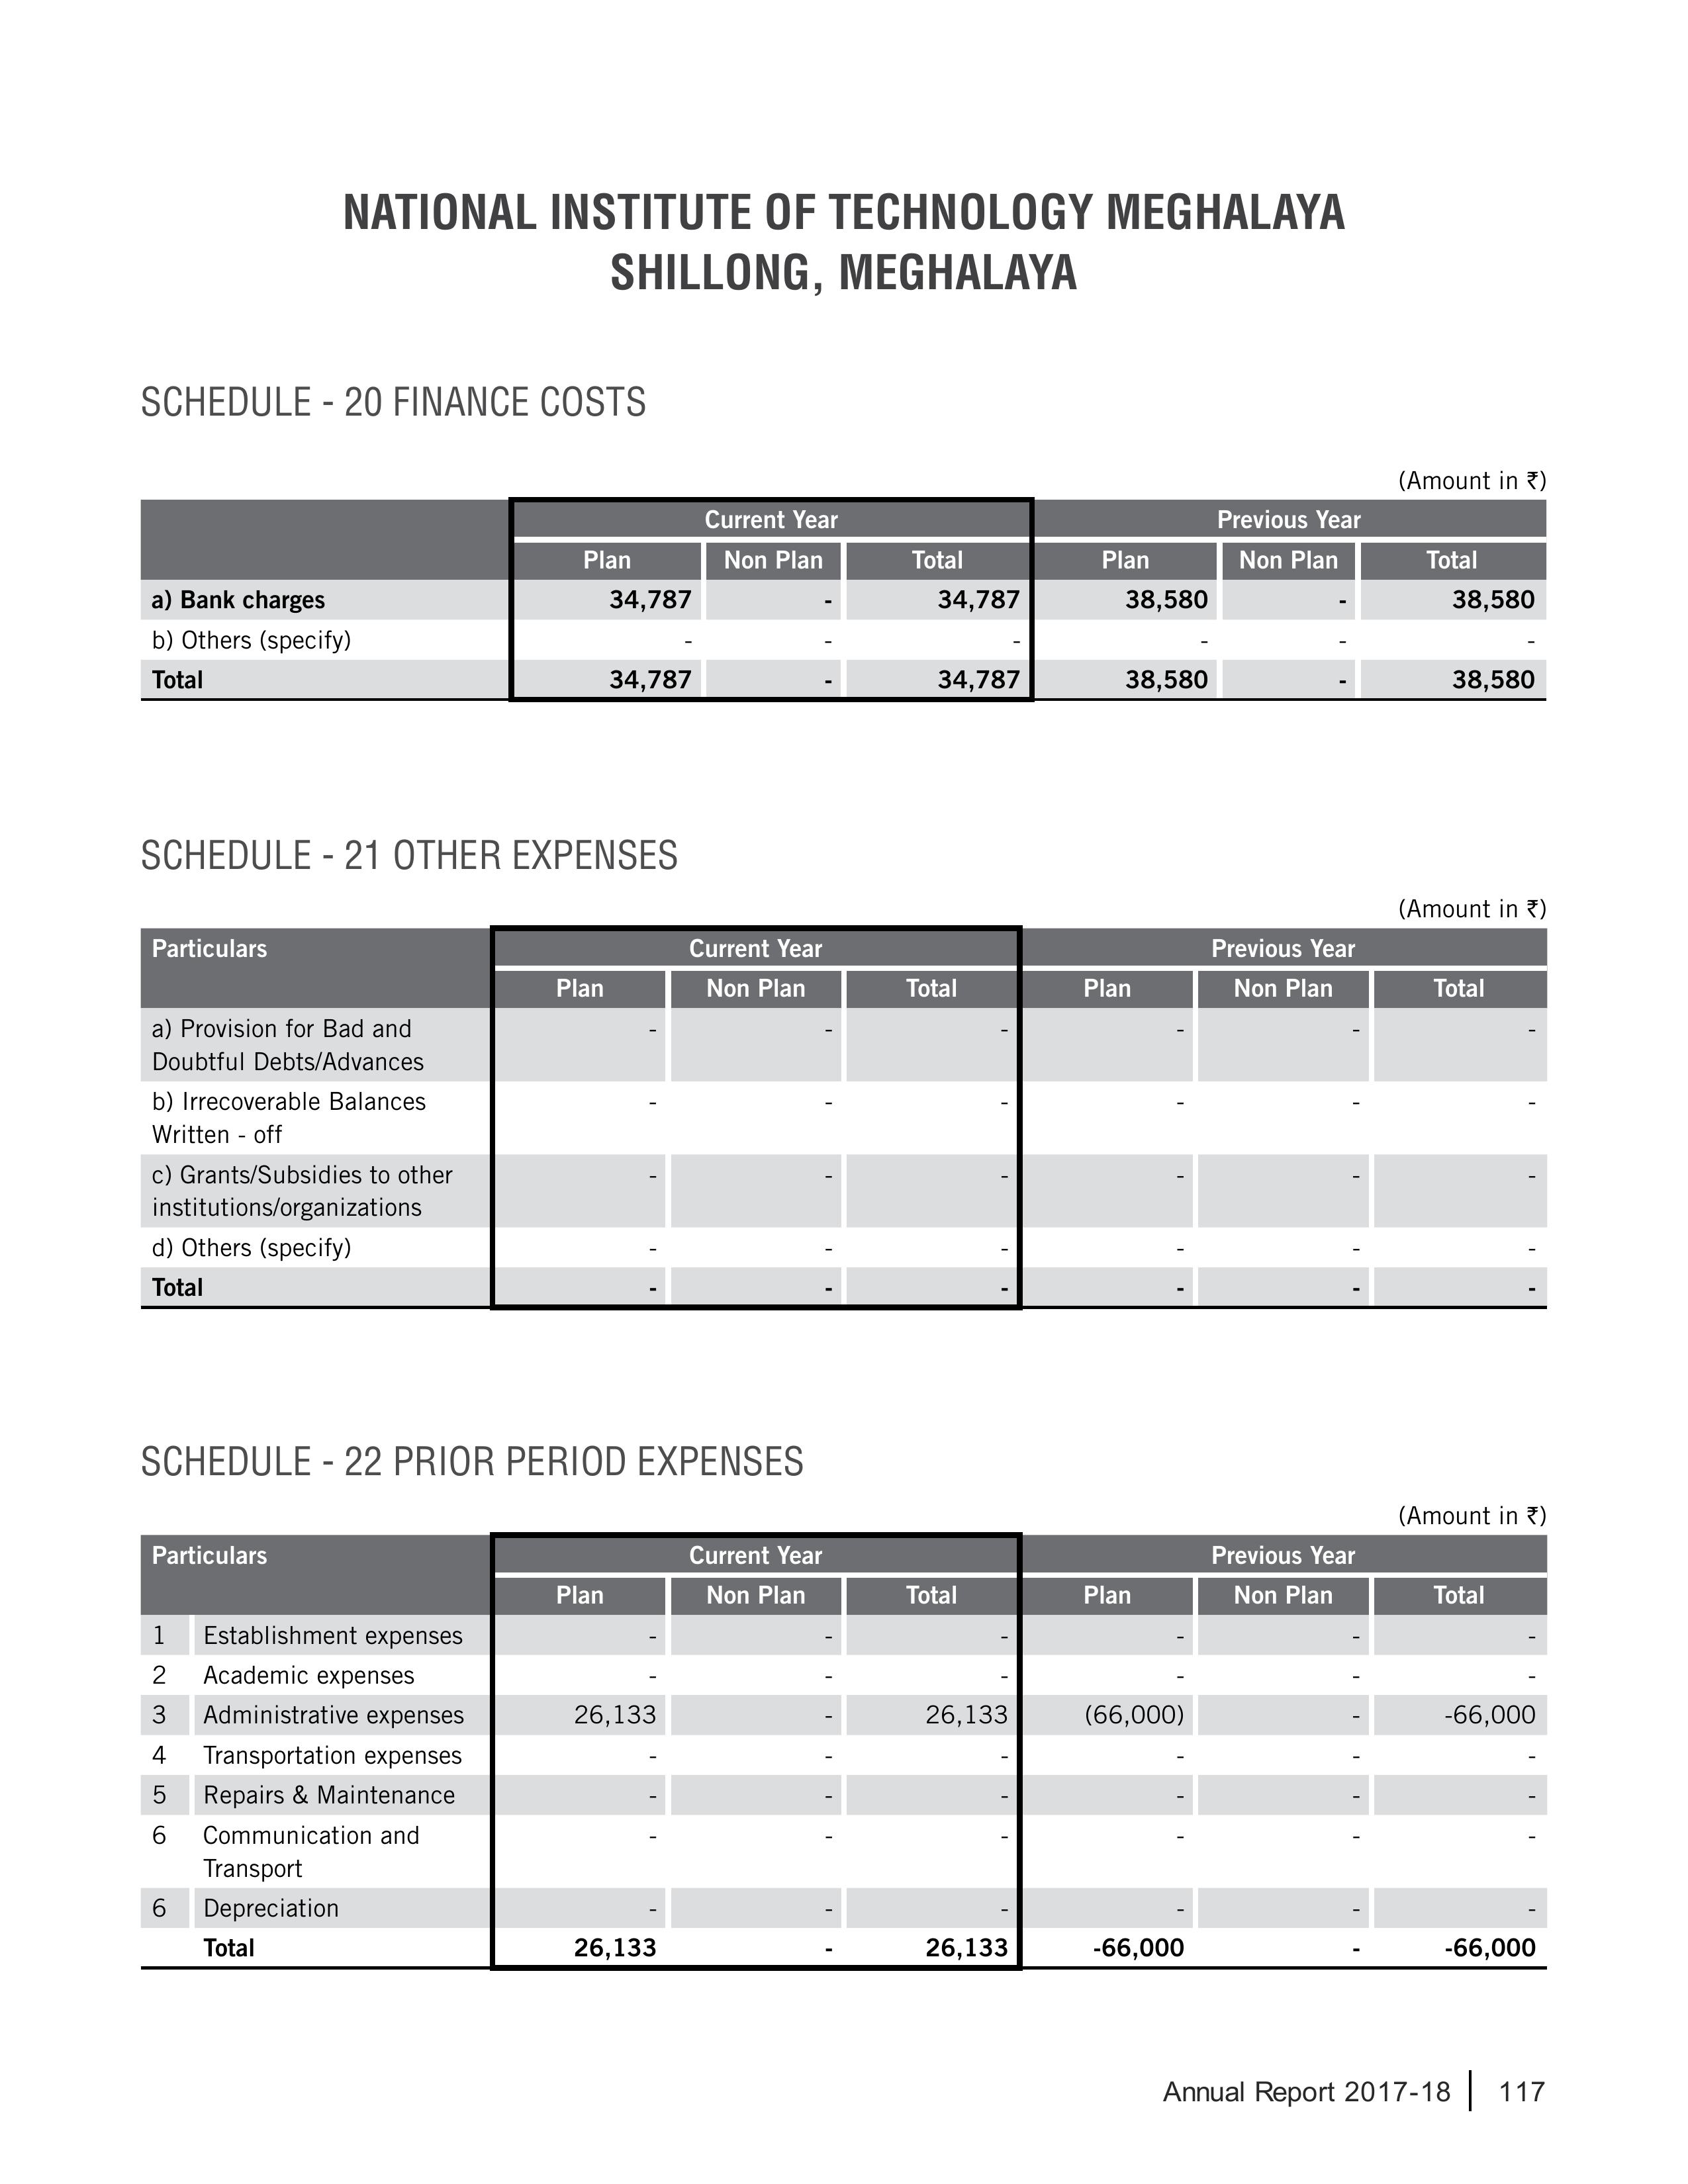 NATIONAL INSTITUTE OF TECHNOLOGY MEGHALAYA
SHILLONG, MEGHALAYA
SCHEDULE - 20 FINANCE COSTS
(Amount in ₹)
Current Year Previous Year
Plan Non Plan Total Plan Non Plan Total
a) Bank charges 34,787 - 34,787 38,580 - 38,580
b) Others (specify) - - - - - -
Total 34,787 - 34,787 38,580 - 38,580
SCHEDULE - 21 OTHER EXPENSES
(Amount in ₹)
Particulars Current Year Previous Year
Plan Non Plan Total Plan Non Plan Total
a) Provision for Bad and - - - - - -
Doubtful Debts/Advances
b) Irrecoverable Balances - - - - - -
Written - off
c) Grants/Subsidies to other - - - - - -
institutions/organizations
d) Others (specify) - - - - - -
Total - - - - - -
SCHEDULE - 22 PRIOR PERIOD EXPENSES
(Amount in ₹)
Particulars Current Year Previous Year
Plan Non Plan Total Plan Non Plan Total
1 Establishment expenses - - - - - -
2 Academic expenses - - - - - -
3 Administrative expenses 26,133 - 26,133 (66,000) - -66,000
4 Transportation expenses - - - - - -
5 Repairs & Maintenance - - - - - -
6 Communication and - - - - - -
Transport
6 Depreciation - - - - - -
Total 26,133 - 26,133 -66,000 - -66,000
Annual Report 2017-18 | 117